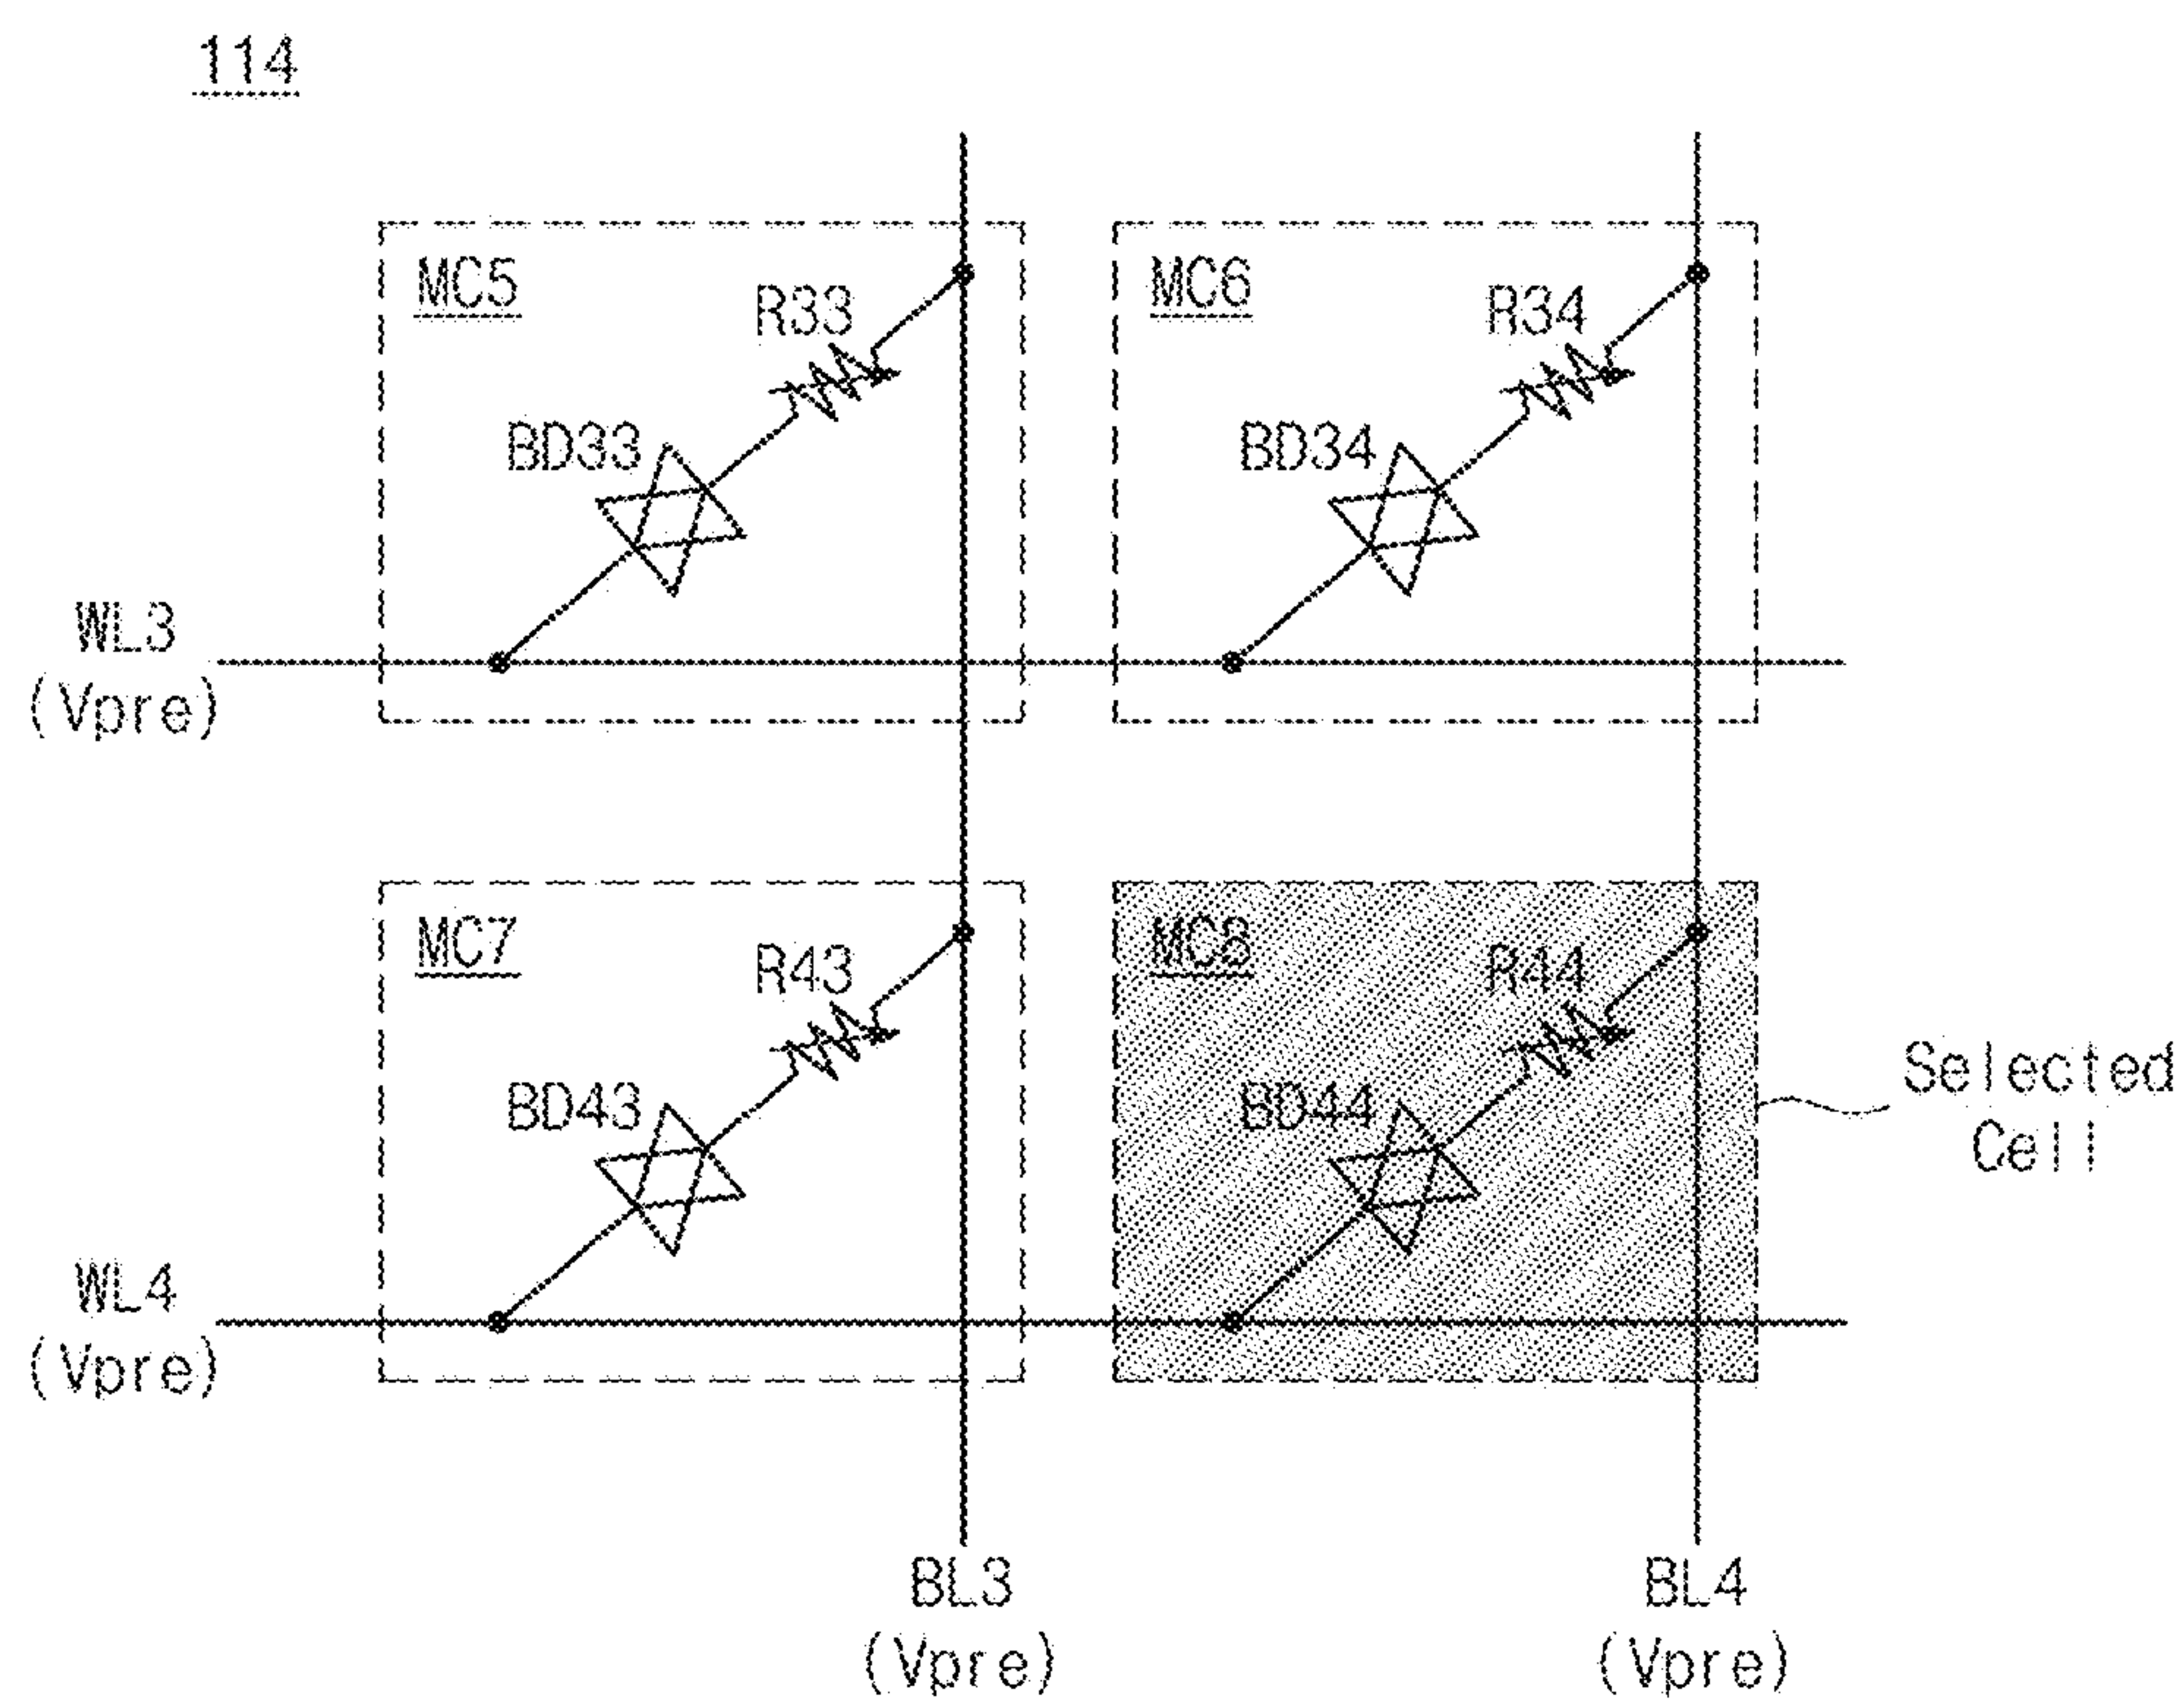 114
MC5
R33
BD33
MC6
R34
BD34
WL3
(Vpre)
MC7
R43
BD43
MC8
R44
BD44
Selected
Cell
WL4
(Vpre)
BL3
(Vpre)
BL4
(Vpre)